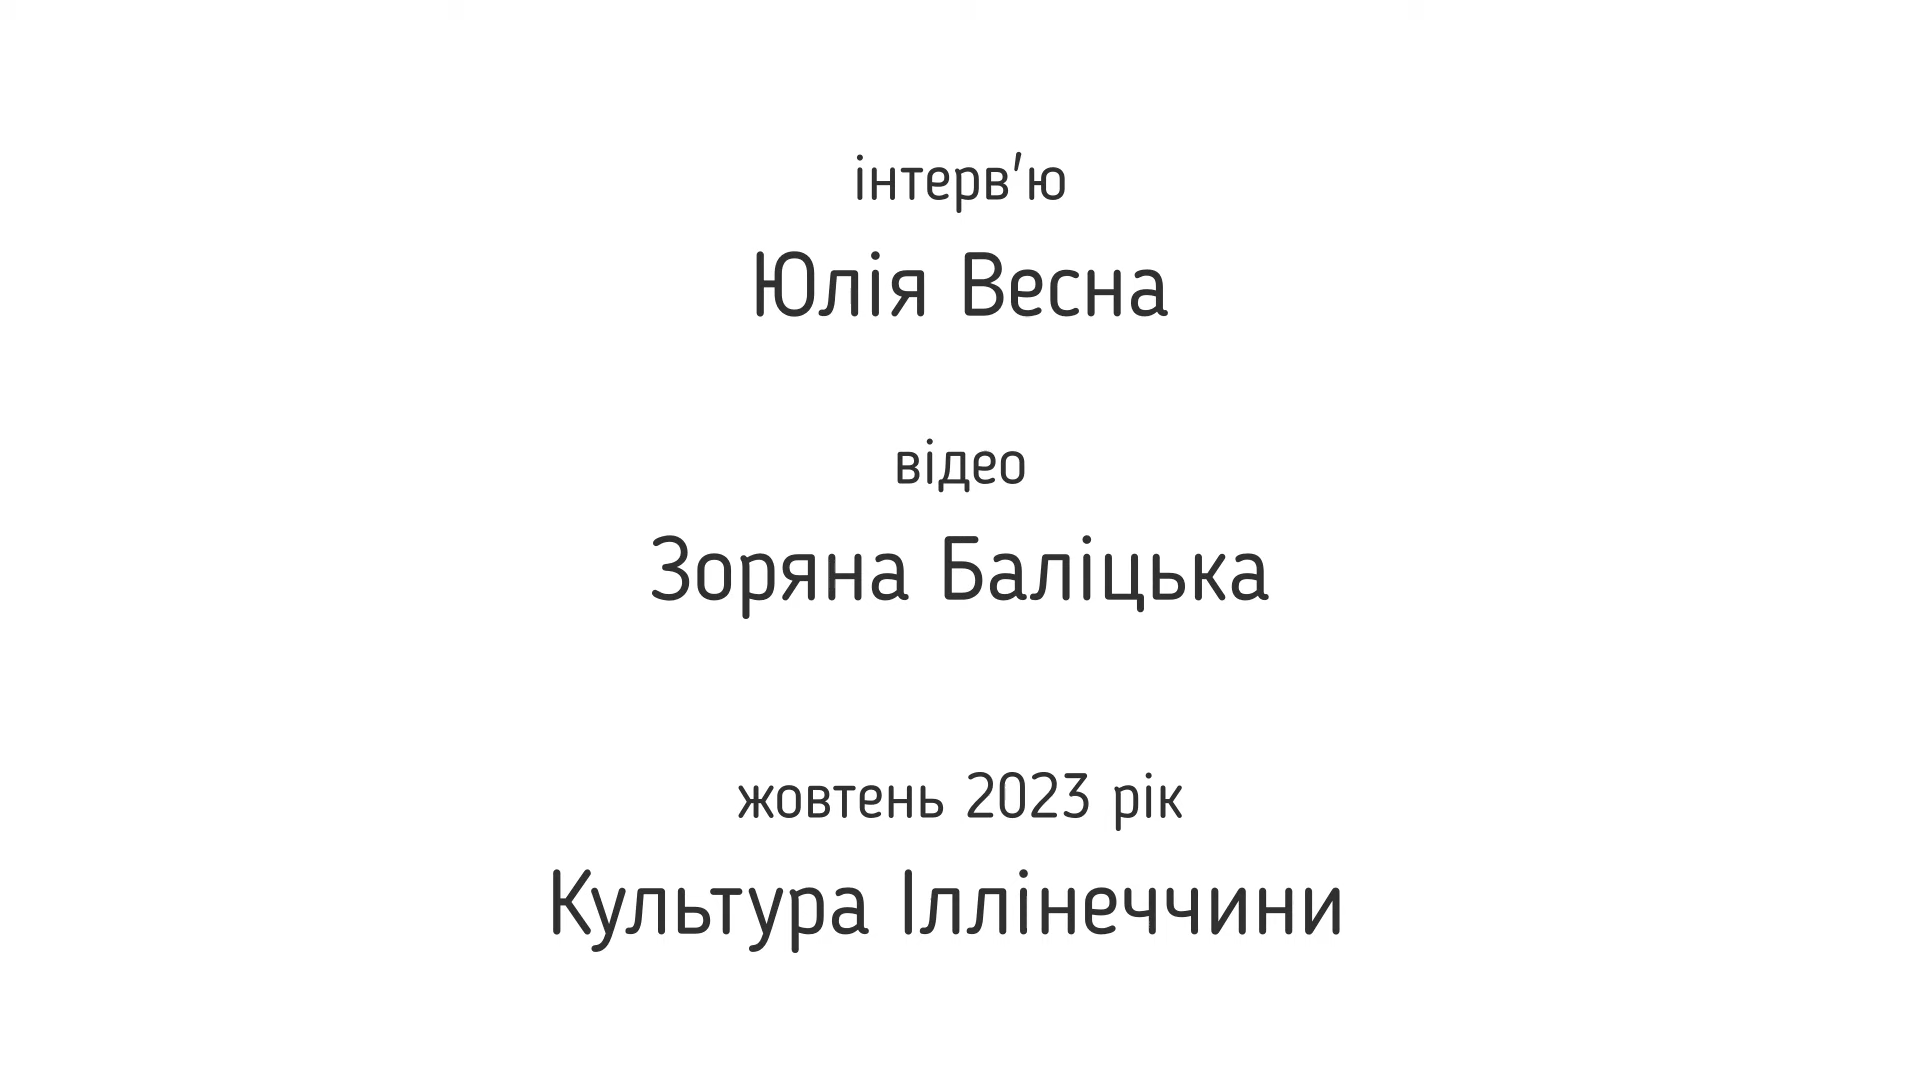 інтерв'ю
Юлія Весна
відео
Зоряна Баліцька
жовтень 2023 рік
Культура Іллінеччини